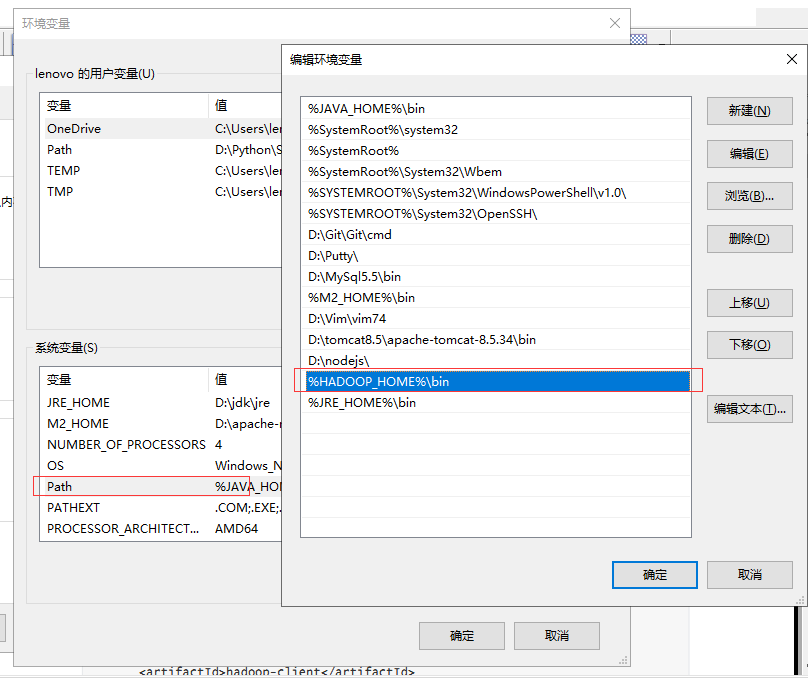 环境变量
lenovo 的用户变量(U)
变量 值
OneDrive C:\Users\ler
Path D:\Python\S
TEMP C:\Users\ler
TMP C:\Users\ler
系统变量(S)
变量 值
JRE_HOME D:\jdk\jre
M2_HOME D:\apache-r
NUMBER_OF_PROCESSORS 4
OS Windows_N
Path %JAVA_HOM
PATHEXT .COM;.EXE;.
PROCESSOR_ARCHITECT... AMD64
确定
取消
编辑环境变量
%JAVA_HOME%\bin
%SystemRoot%\system32
%SystemRoot%
%SystemRoot%\System32\Wbem
%SYSTEMROOT%\System32\WindowsPowerShell\v1.0\
%SYSTEMROOT%\System32\OpenSSH\
D:\Git\Git\cmd
D:\Putty\
D:\MySql5.5\bin
%M2_HOME%\bin
D:\Vim\vim74
D:\tomcat8.5\apache-tomcat-8.5.34\bin
D:\nodejs\
%HADOOP_HOME%\bin
%JRE_HOME%\bin
新建(N)
编辑(E)
浏览(B)...
删除(D)
上移(U)
下移(O)
编辑文本(T)...
确定
取消
内
<artifactId>hadoop-client</artifactId>